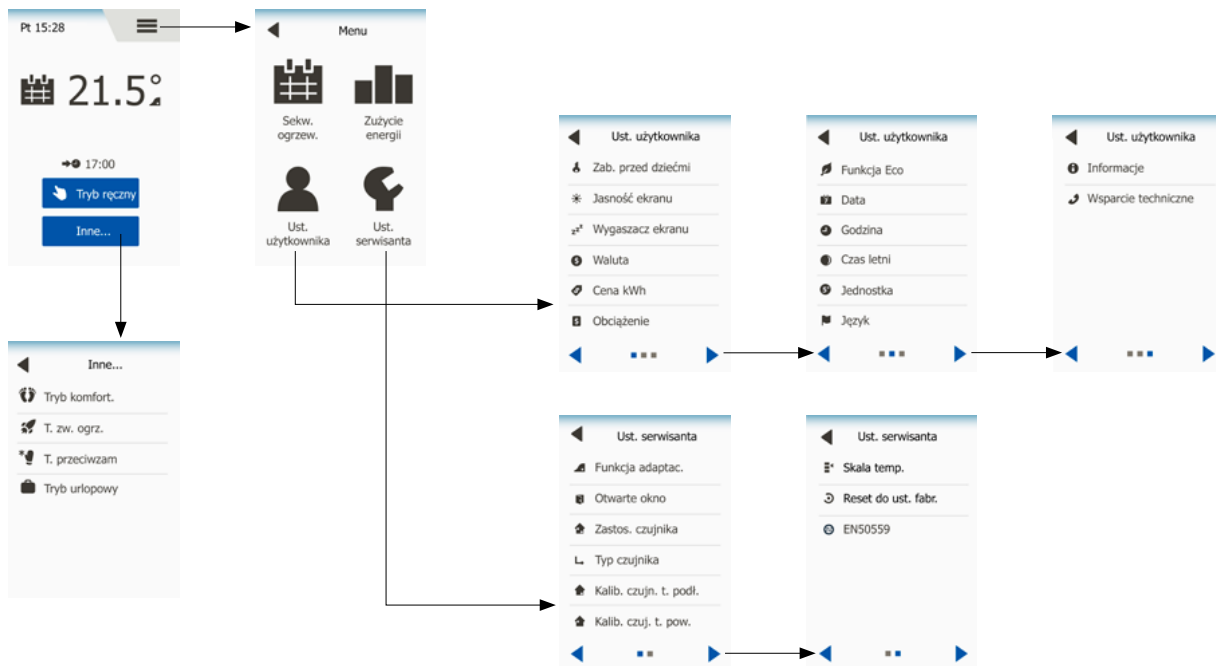 Pt 15:28
21.5°
17:00
Tryb ręczny
Inne...
Menu
Sekw.
ogrzew.
Zużycie
energii
Ust.
użytkownika
Ust.
serwisanta
Ust. użytkownika
Zab. przed dziećmi
Jasność ekranu
Wygaszacz ekranu
Waluta
Cena kWh
Obciążenie
Ust. użytkownika
Funkcja Eco
Data
Godzina
Czas letni
Jednostka
Język
Ust. użytkownika
Informacje
Wsparcie techniczne
Inne...
Tryb komfort.
T. zw. ogrz.
T. przeciwzam
Tryb urlopowy
Ust. serwisanta
Funkcja adaptac.
Otwarte okno
Zastos. czujnika
Typ czujnika
Kalib. czujn. t. podł.
Kalib. czuj. t. pow.
Ust. serwisanta
Skala temp.
Reset do ust. fabr.
EN50559